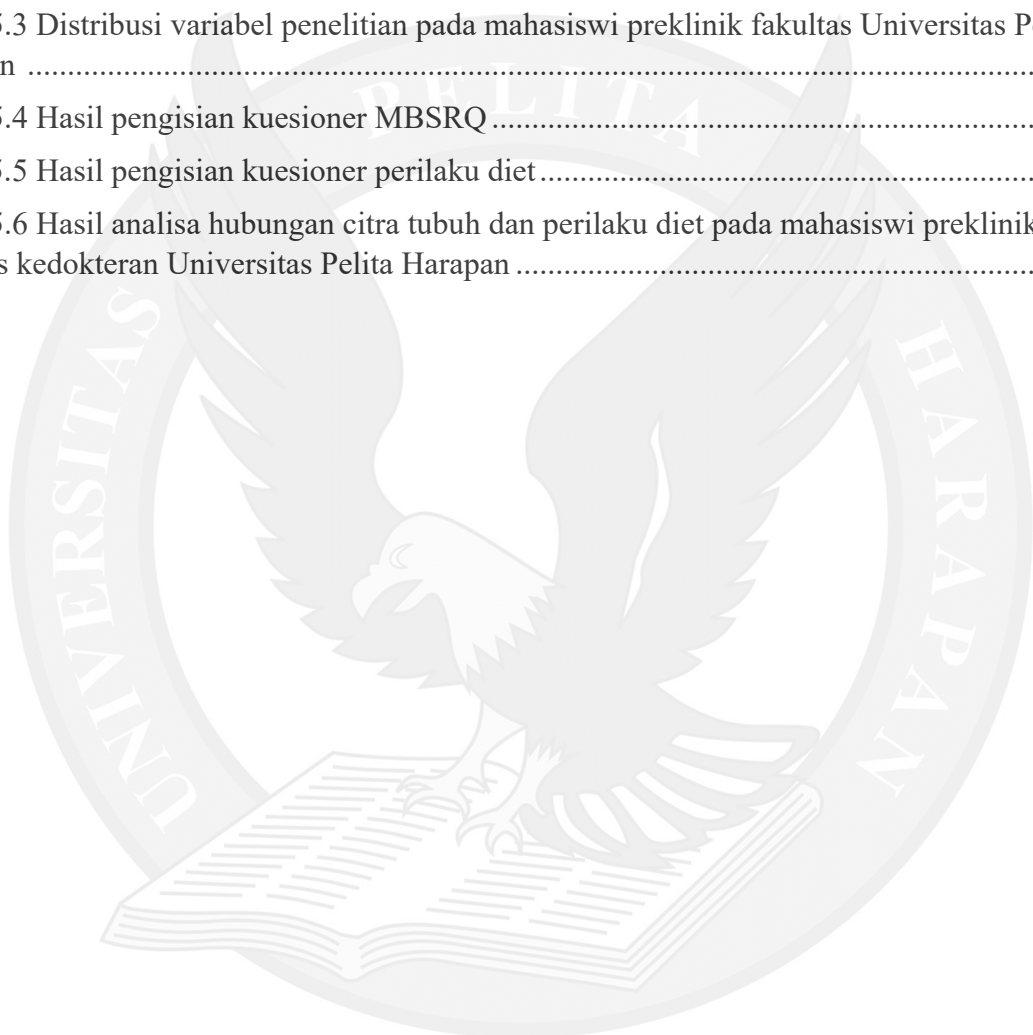 5.3 Distribusi variabel penelitian pada mahasiswi preklinik fakultas Universitas P
n ........................................................................................................................
5.4 Hasil pengisian kuesioner MBSRQ ................................................................
5.5 Hasil pengisian kuesioner perilaku diet ..........................................................
5.6 Hasil analisa hubungan citra tubuh dan perilaku diet pada mahasiswi preklinik
s kedokteran Universitas Pelita Harapan .............................................................
UNIVERSITAS PELITA HARAPAN